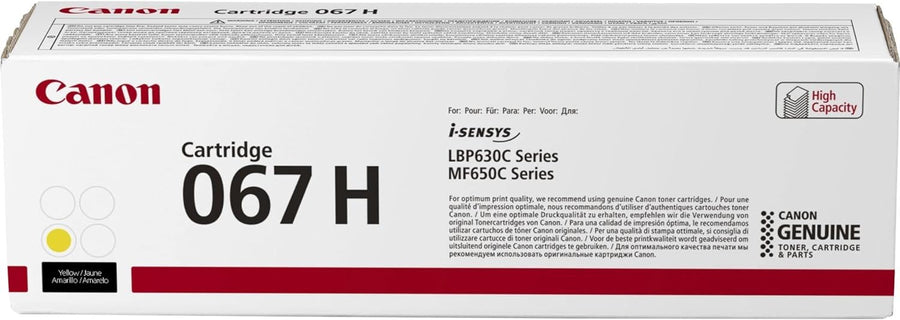 Canon Cartridge 067 H
Canon
High
Capacity
For: Pour: Für: Para: Per: Voor: Для:
i-SENSYS
LBP630C Series
MF650C Series
Cartridge
067 H
For optimum print quality, we recommend using genuine Canon toner cartridges. / Pour une
qualité d'impression optimale, nous recommandons d'utiliser d'authentiques cartouches toner
Canon. / Um eine optimale Druckqualität zu erhalten, empfehlen wir die Verwendung von
original Tonercartridges von Canon. / Para una calidad de impresión óptima, le recomendamos
utilizar cartuchos de tóner Canon originales. / Per una qualità di stampa ottimale, si consiglia di
utilizzare cartucce di toner originali Canon. / Voor de beste printkwaliteit wordt geadviseerd om
uitsluitend originele Canon cartridges te gebruiken. / Для оптимального качества печати мы
рекомендуем использовать оригинальные картриджи Canon.
CANON
GENUINE
TONER, CARTRIDGE
& PARTS
Yellow/Jaune
Amarillo/Amarelo